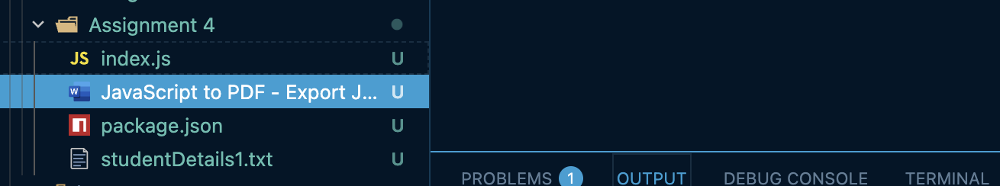 Assignment 4
JS index.js U
W JavaScript to PDF - Export J... U
package.json U
studentDetails1.txt U
PROBLEMS 1 OUTPUT DEBUG CONSOLE TERMINAL